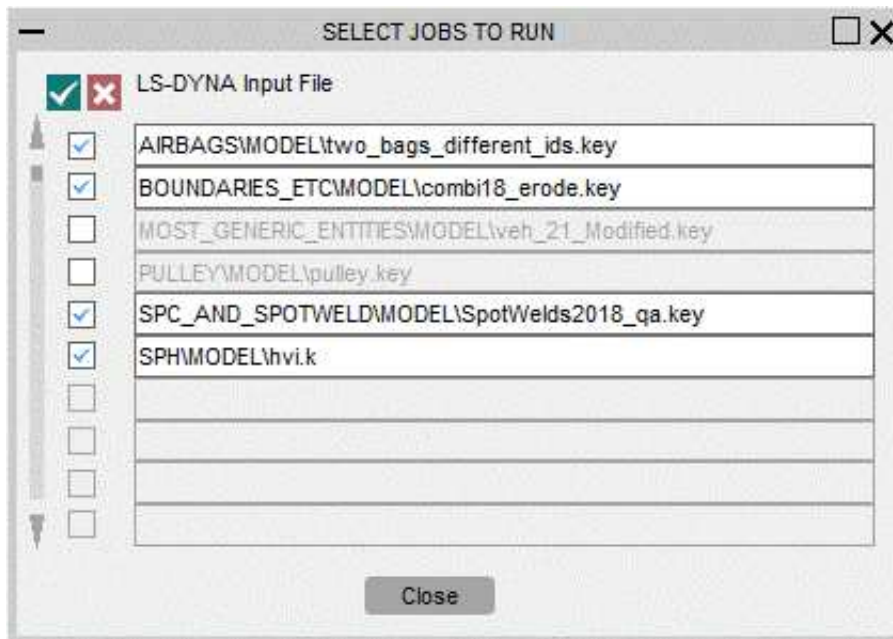 SELECT JOBS TO RUN
LS-DYNA Input File
AIRBAGS\MODEL\two_bags_different_ids.key
BOUNDARIES_ETC\MODEL\combi18_erode.key
MOST_GENERIC_ENTITIES\MODEL\veh_21_Modified.key
PULLEY\MODEL\pulley.key
SPC_AND_SPOTWELD\MODEL\SpotWelds2018_qa.key
SPH\MODEL\hvi.k
Close